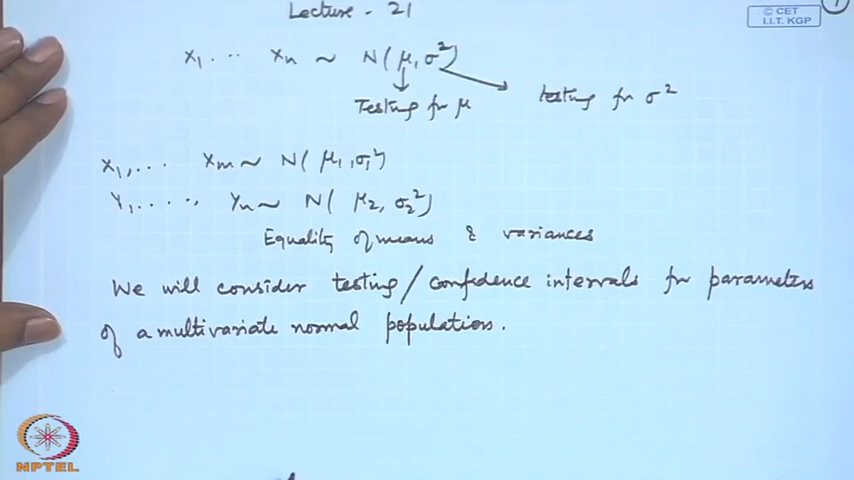 Lecture - 21
© CET
I.I.T. KGP
X₁ ... Xₙ ~ N(μ, σ²)
Testing for μ
testing for σ²
X₁, ... Xₘ ~ N(μ₁, σ₁²)
Y₁, ...., Yₙ ~ N(μ₂, σ₂²)
Equality of means & variances
We will consider testing/confidence intervals for parameters
of a multivariate normal populations.
NPTEL